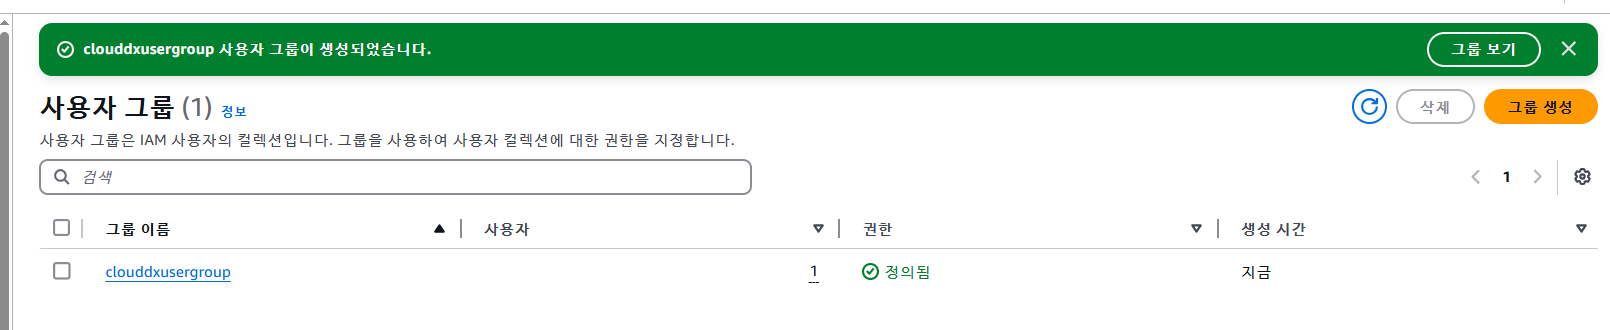 clouddxusergroup 사용자 그룹이 생성되었습니다. 그룹 보기
사용자 그룹 (1) 정보 삭제 그룹 생성
사용자 그룹은 IAM 사용자의 컬렉션입니다. 그룹을 사용하여 사용자 컬렉션에 대한 권한을 지정합니다.
검색 1
그룹 이름 사용자 권한 생성 시간
clouddxusergroup 1 정의됨 지금